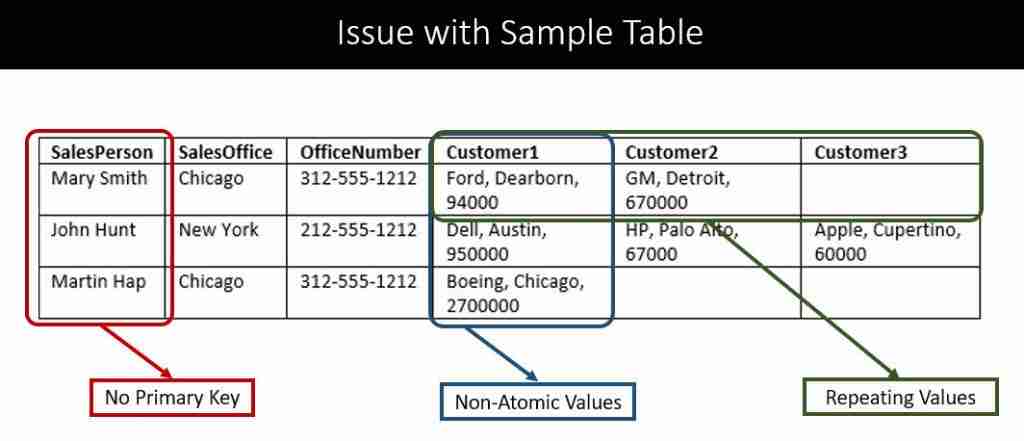 Issue with Sample Table
SalesPerson SalesOffice OfficeNumber Customer1 Customer2 Customer3
Mary Smith Chicago 312-555-1212 Ford, Dearborn, GM, Detroit,
94000 670000
John Hunt New York 212-555-1212 Dell, Austin, HP, Palo Alto, Apple, Cupertino,
950000 67000 60000
Martin Hap Chicago 312-555-1212 Boeing, Chicago,
2700000
No Primary Key Non-Atomic Values Repeating Values